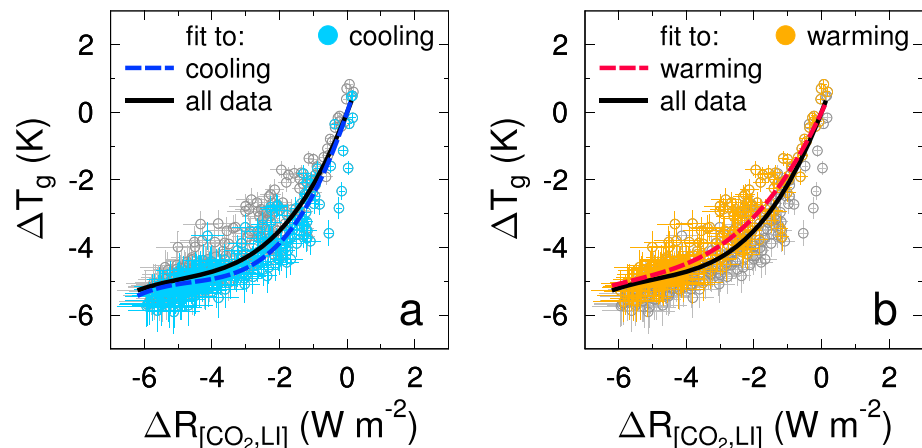 fit to: cooling
cooling
all data
2
0
-2
-4
-6
ΔT_g (K)
a
-6 -4 -2 0 2
ΔR_[CO₂,LI] (W m⁻²)
fit to: warming
warming
all data
2
0
-2
-4
-6
ΔT_g (K)
b
-6 -4 -2 0 2
ΔR_[CO₂,LI] (W m⁻²)